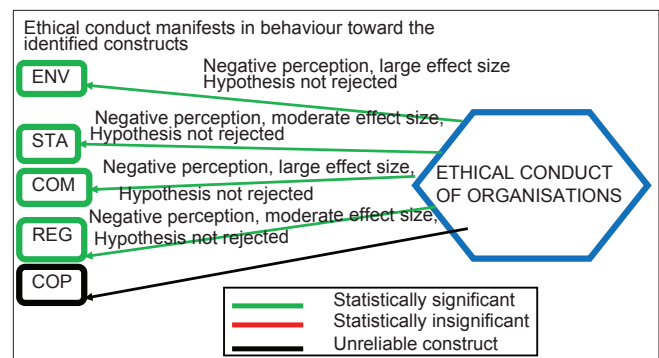 Ethical conduct manifests in behaviour toward the
identified constructs
ENV
Negative perception, large effect size
Hypothesis not rejected
Negative perception, moderate effect size,
Hypothesis not rejected
STA
Negative perception, large effect size,
COM
Hypothesis not rejected
ETHICAL CONDUCT
OF ORGANISATIONS
Negative perception, moderate effect size,
REG
Hypothesis not rejected
COP
Statistically significant
Statistically insignificant
Unreliable construct